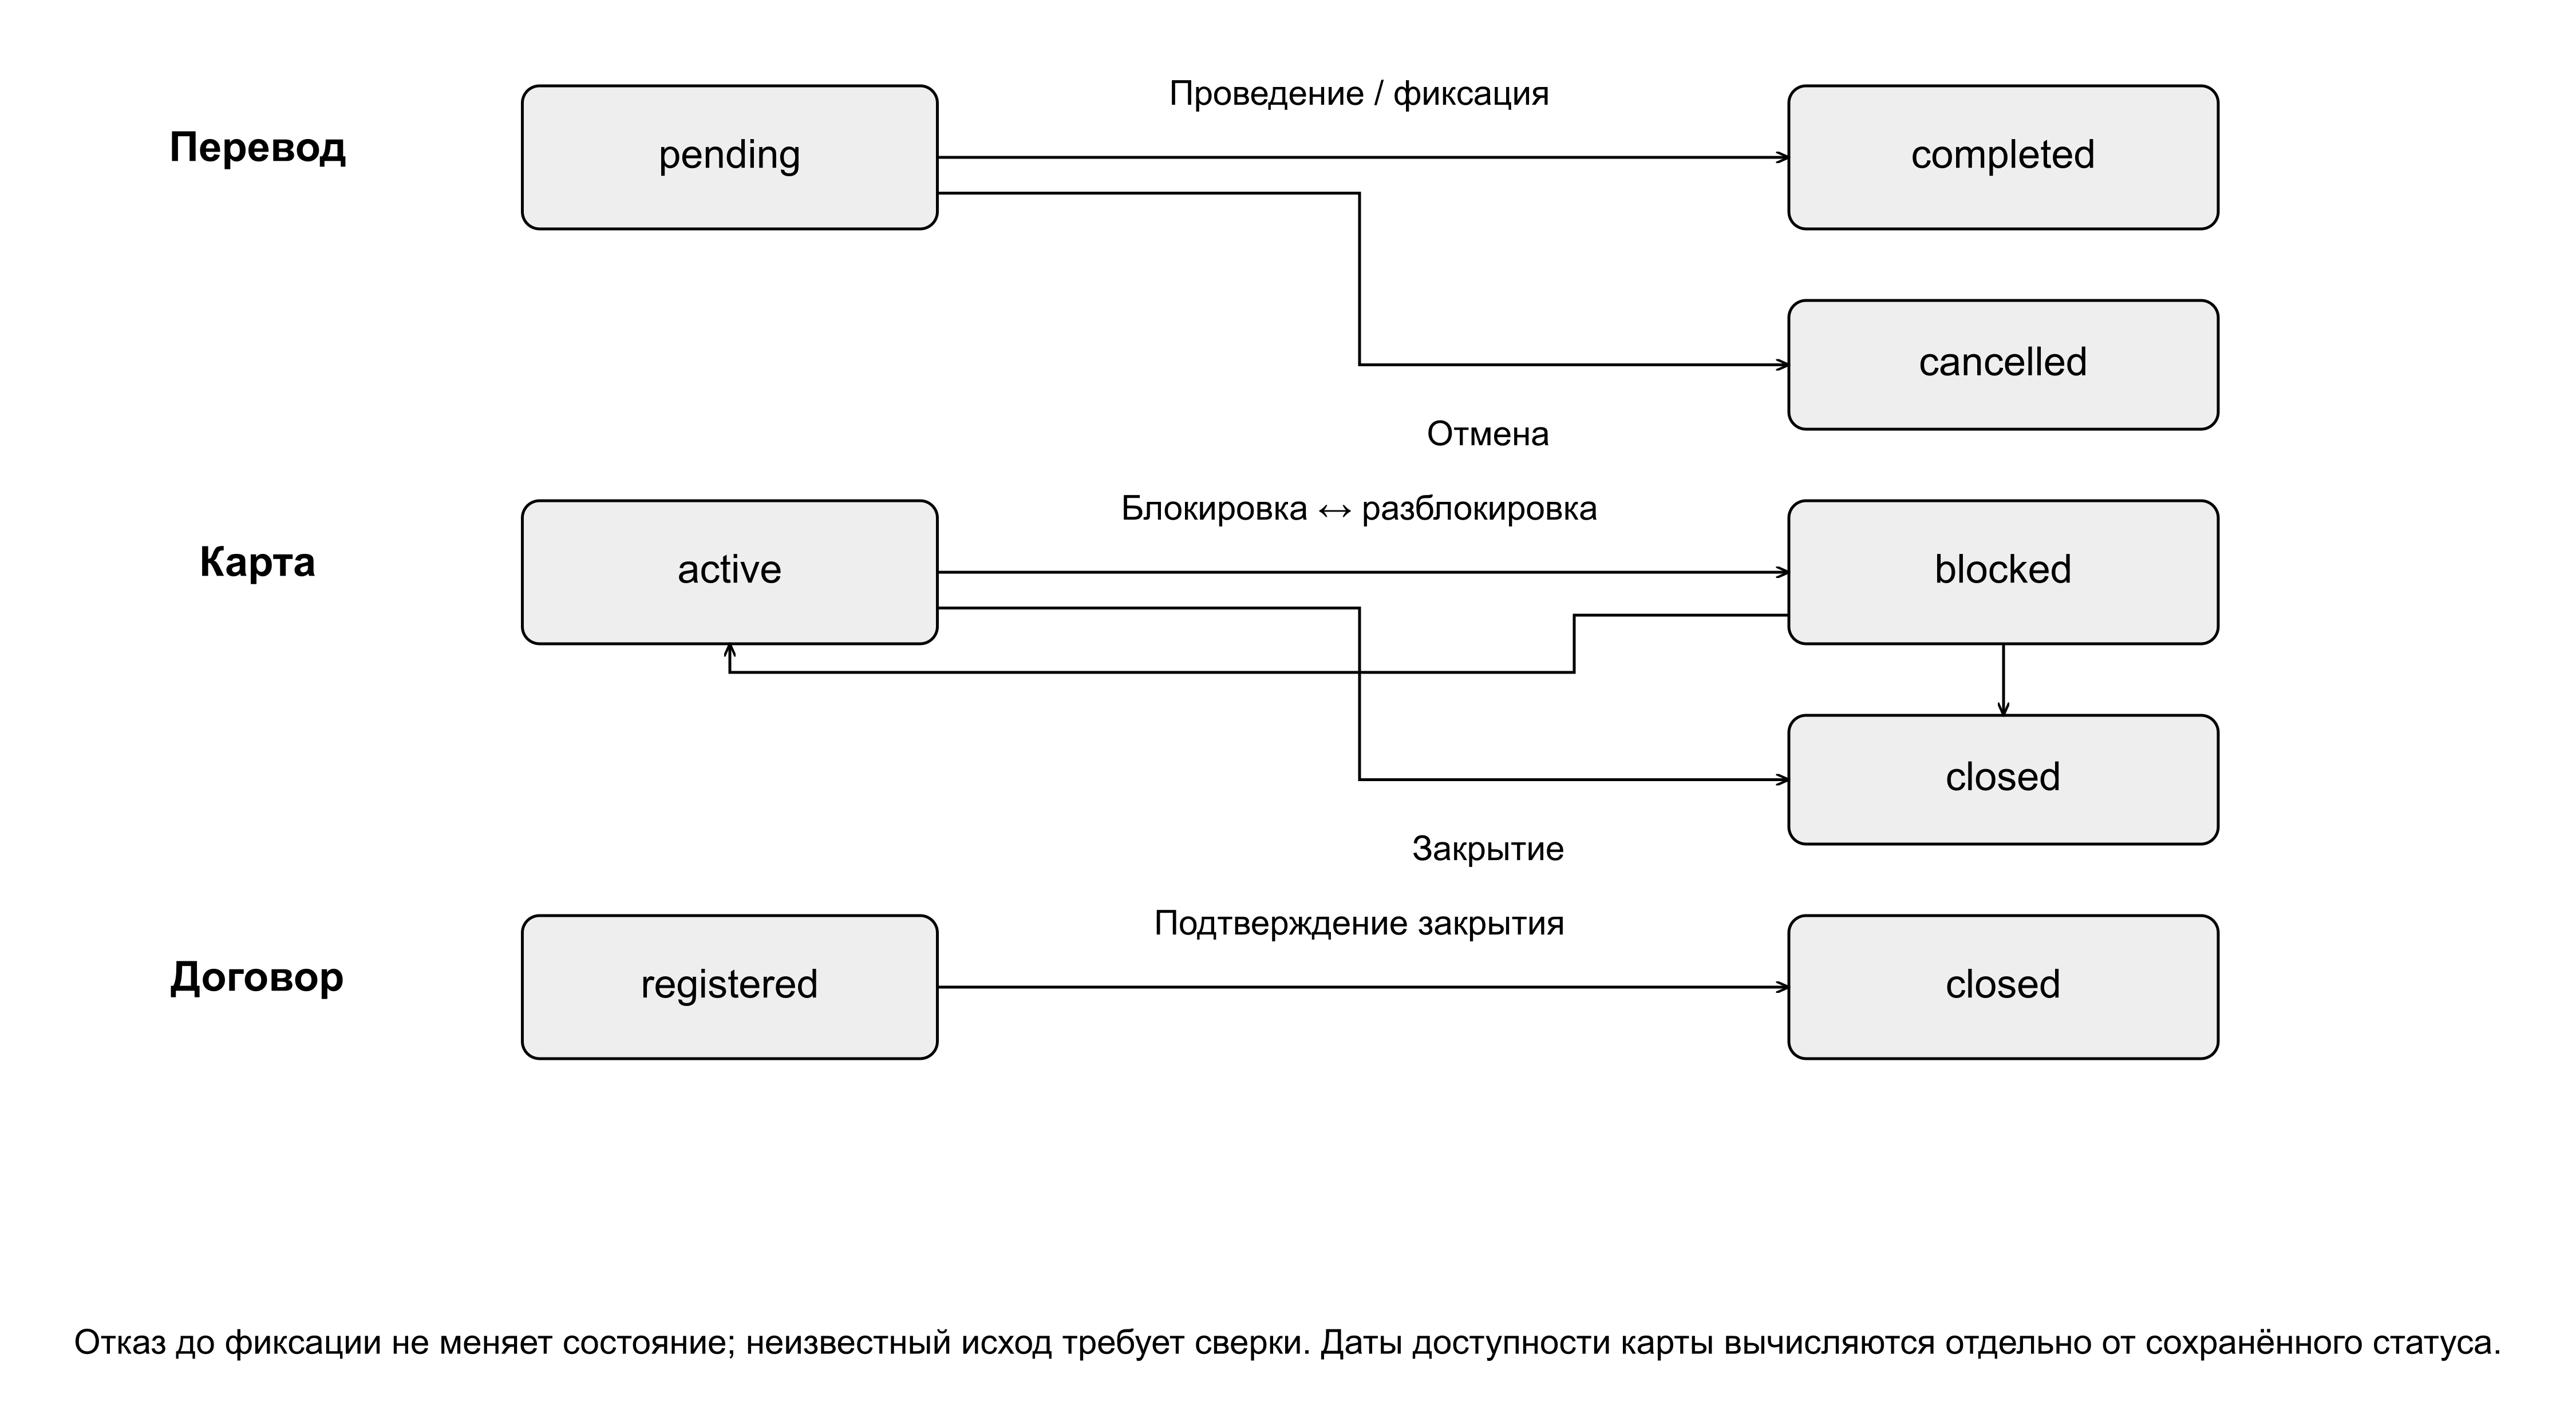 Проведение / фиксация
Перевод
pending
completed
cancelled
Отмена
Блокировка ↔ разблокировка
Карта
active
blocked
closed
Закрытие
Подтверждение закрытия
Договор
registered
closed
Отказ до фиксации не меняет состояние; неизвестный исход требует сверки. Даты доступности карты вычисляются отдельно от сохранённого статуса.